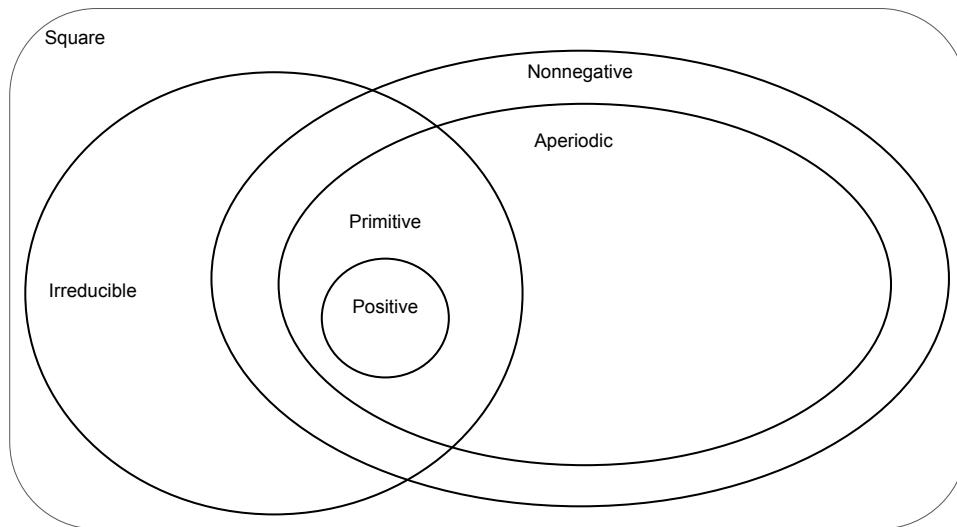 Square
Nonnegative
Aperiodic
Primitive
Irreducible
Positive